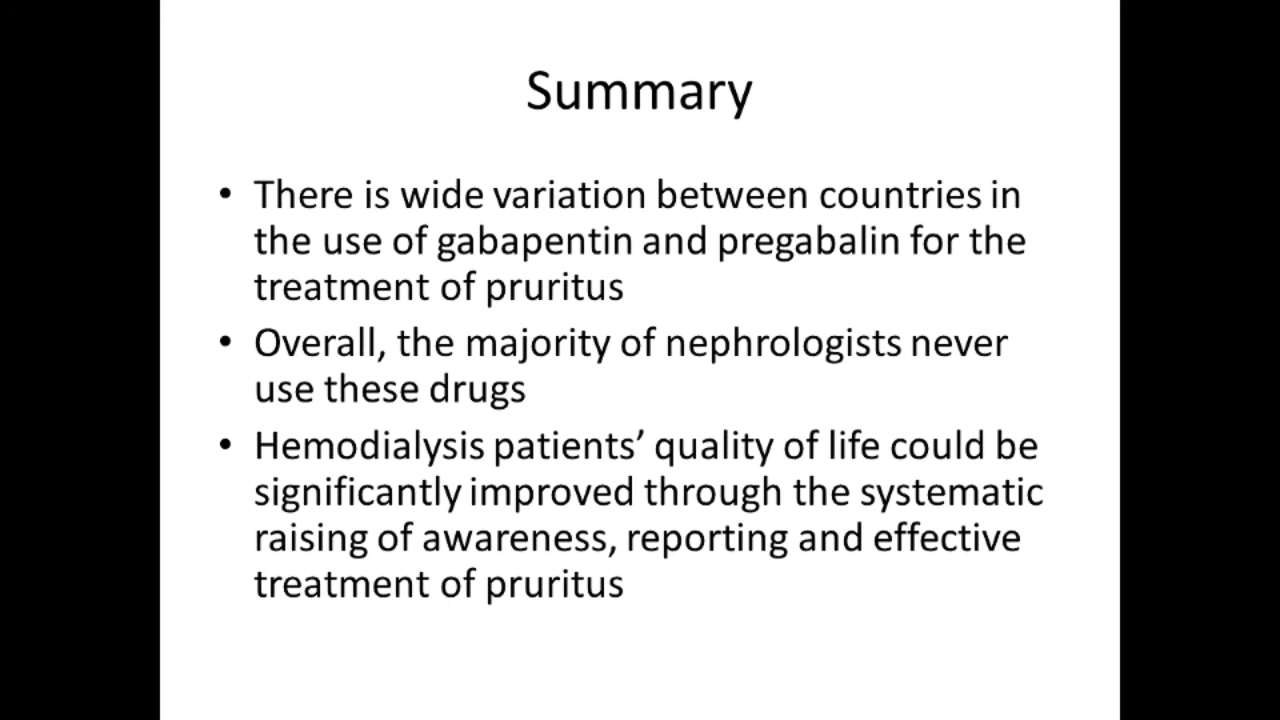 Summary
• There is wide variation between countries in
the use of gabapentin and pregabalin for the
treatment of pruritus
• Overall, the majority of nephrologists never
use these drugs
• Hemodialysis patients’ quality of life could be
significantly improved through the systematic
raising of awareness, reporting and effective
treatment of pruritus